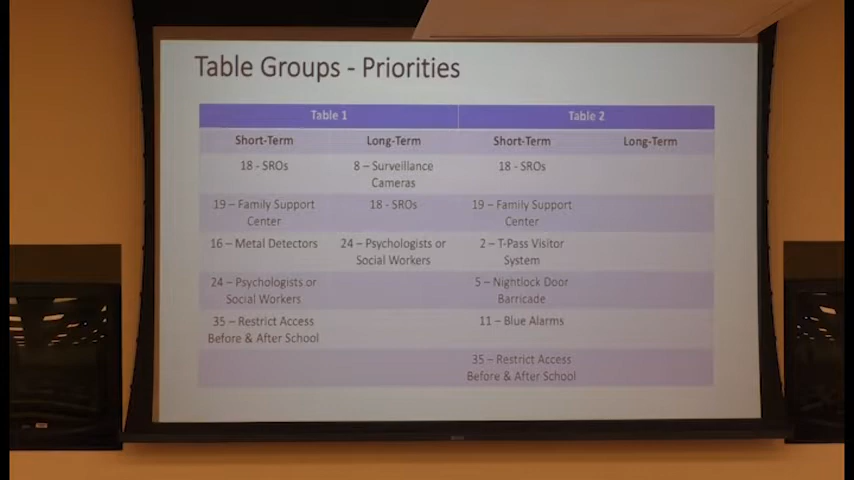 Table Groups - Priorities
Table 1 Table 2
Short-Term Long-Term Short-Term Long-Term
18 - SROs 8 – Surveillance Cameras 18 - SROs
19 – Family Support Center 18 - SROs 19 – Family Support Center
16 – Metal Detectors 24 – Psychologists or Social Workers 2 – T-Pass Visitor System
24 – Psychologists or Social Workers 5 – Nightlock Door Barricade
35 – Restrict Access Before & After School 11 – Blue Alarms
35 – Restrict Access Before & After School